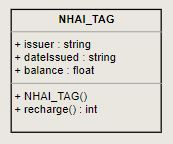 NHAI_TAG
+ issuer : string
+ dateIssued : string
+ balance : float
+ NHAI_TAG()
+ recharge() : int